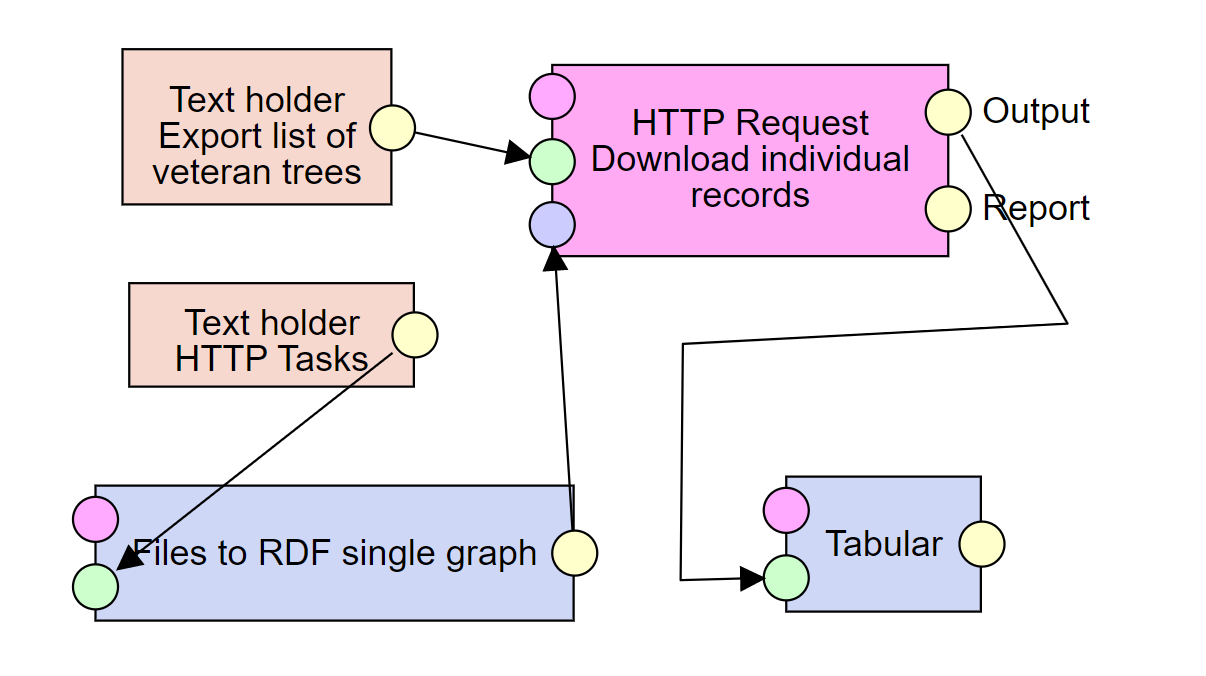 Text holder
Export list of
veteran trees
HTTP Request
Download individual
records
Output
Report
Text holder
HTTP Tasks
Files to RDF single graph
Tabular